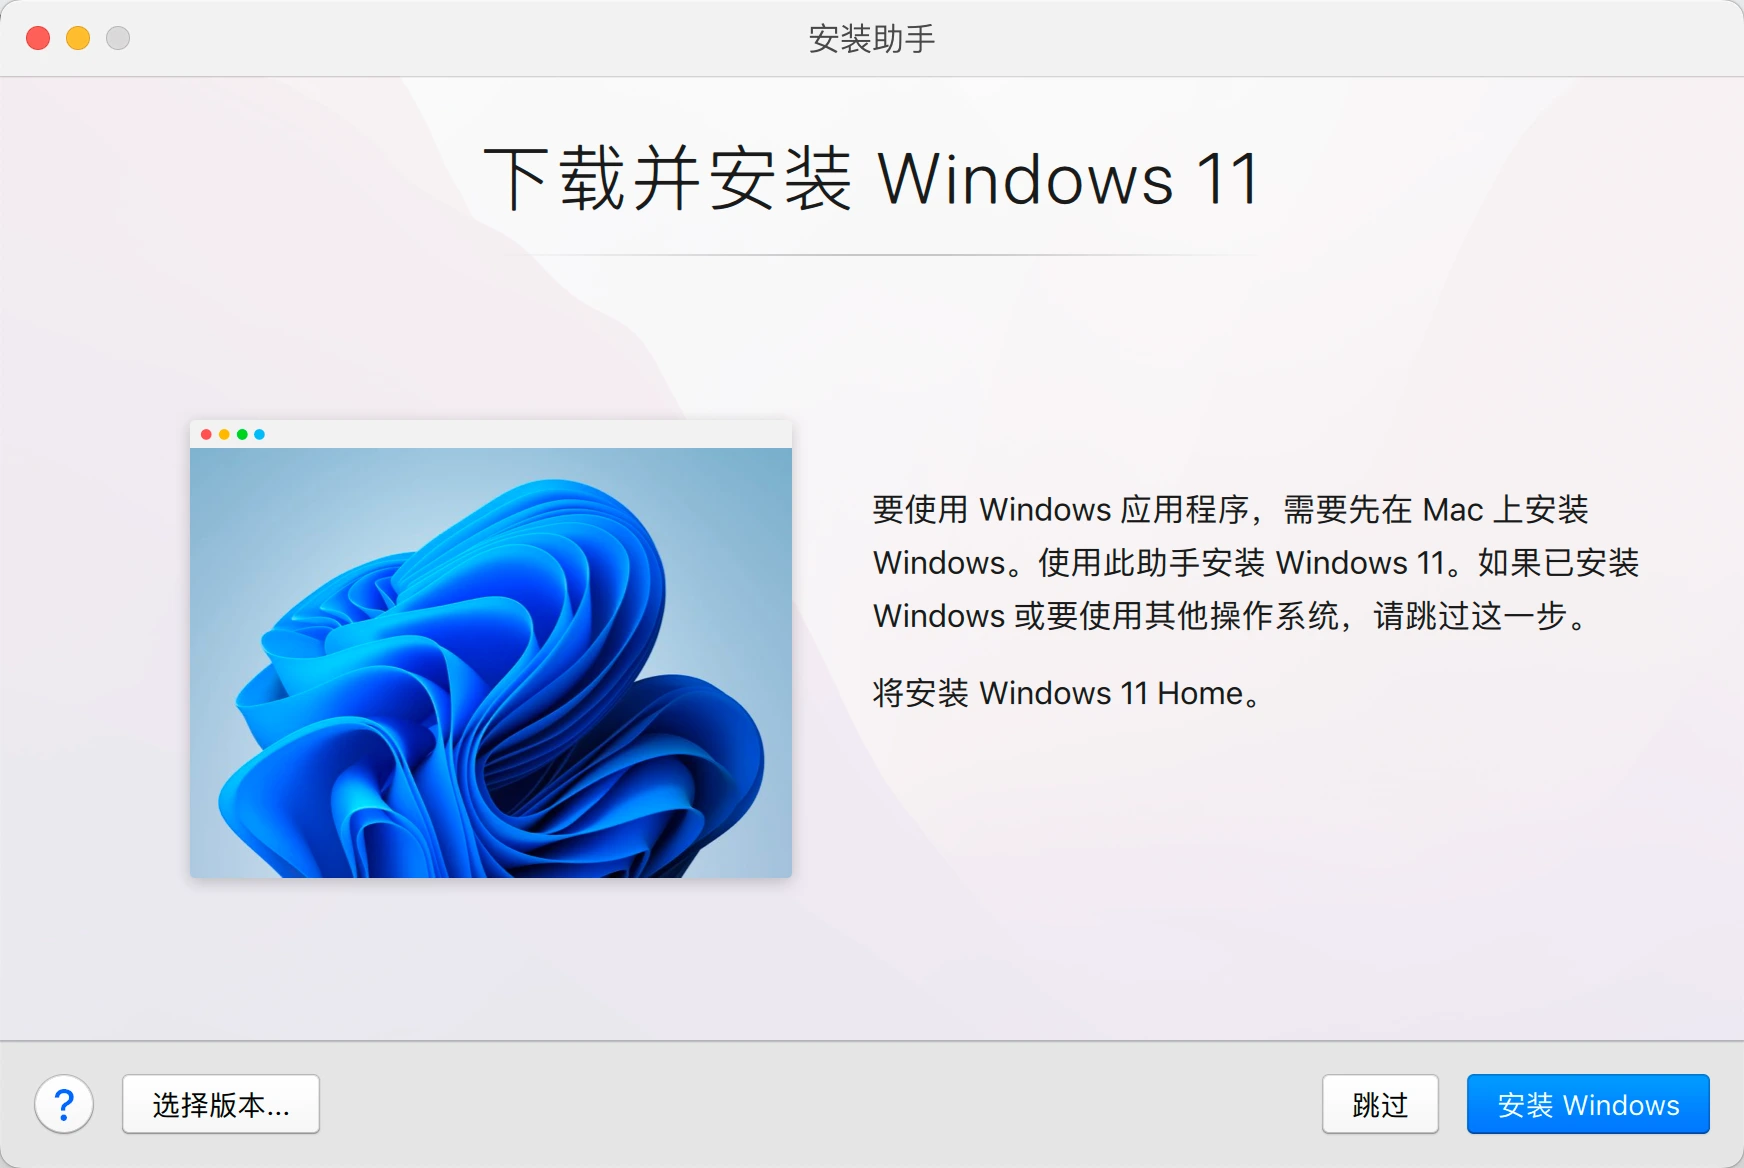 安装助手
下载并安装 Windows 11
要使用 Windows 应用程序，需要先在 Mac 上安装
Windows。使用此助手安装 Windows 11。如果已安装
Windows 或要使用其他操作系统，请跳过这一步。
将安装 Windows 11 Home。
?
选择版本...
跳过
安装 Windows